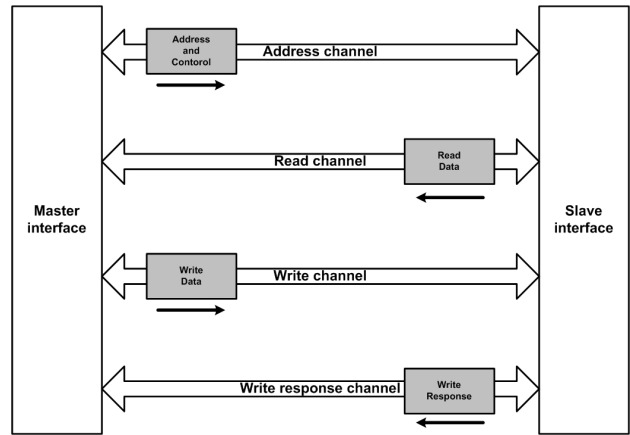 Address
and
Contorol
Address channel
Read channel
Read
Data
Master
interface
Slave
interface
Write
Data
Write channel
Write response channel
Write
Response